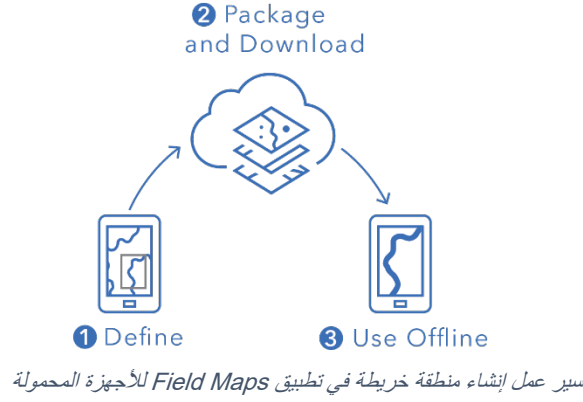 2 Package
and Download
1 Define
3 Use Offline
سير عمل إنشاء منطقة خريطة في تطبيق Field Maps للأجهزة المحمولة